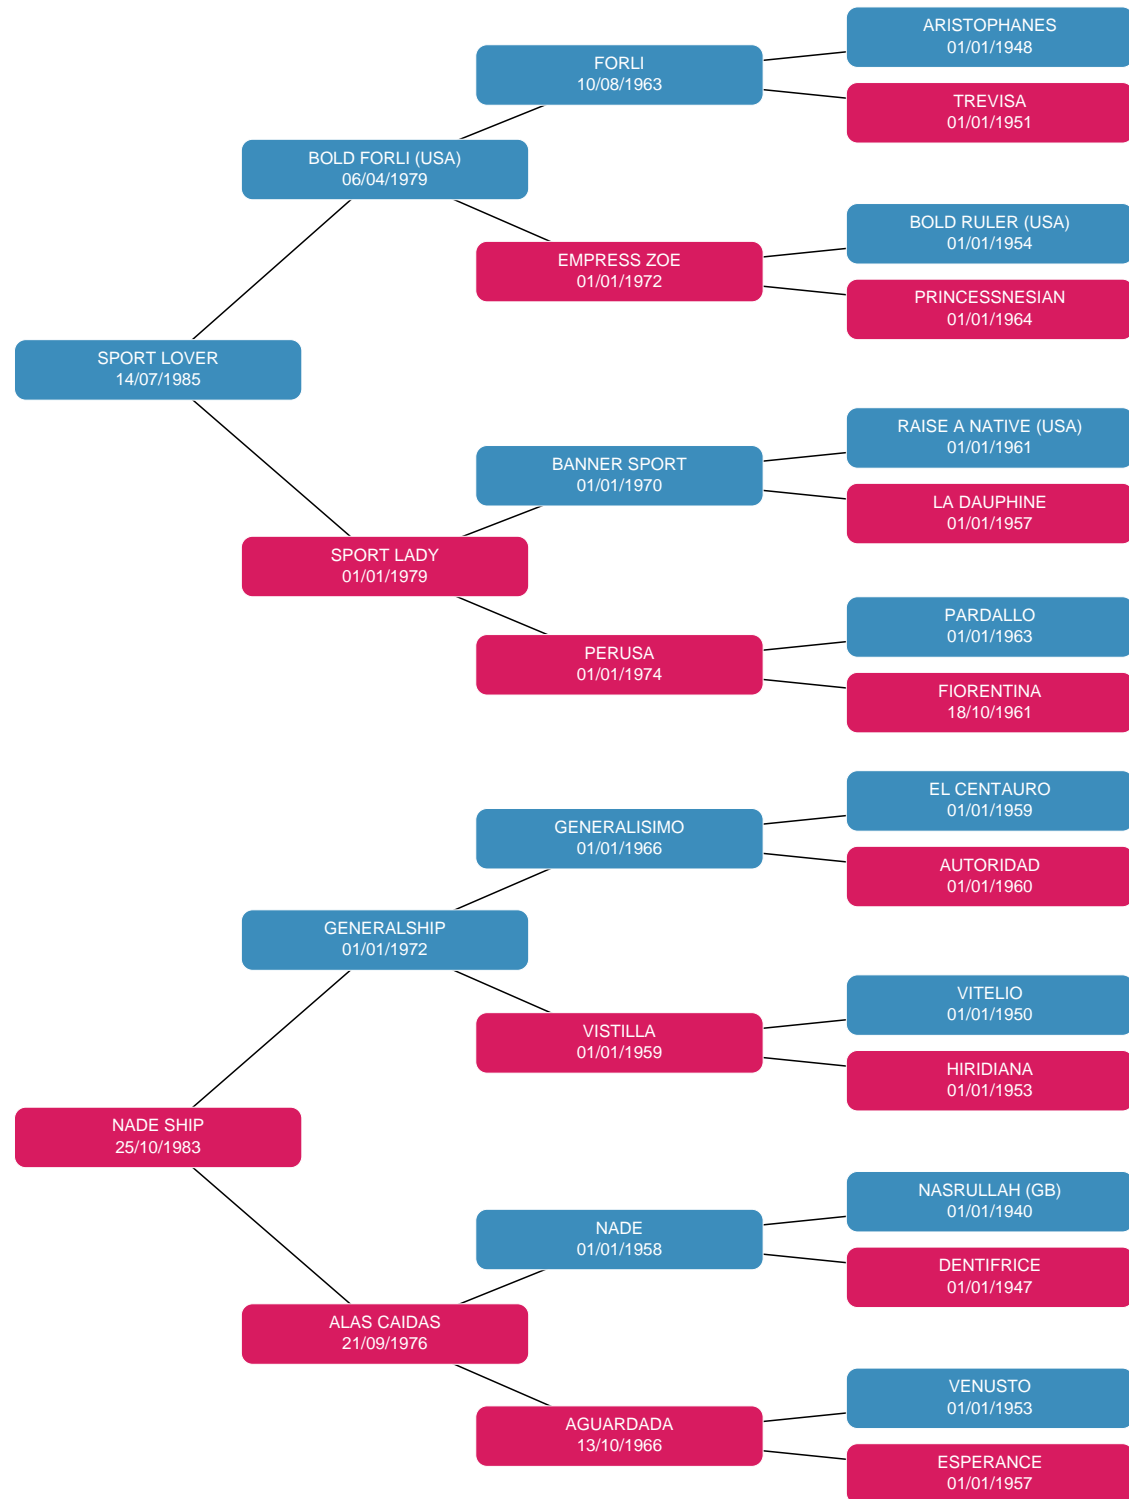 ARISTOPHANES
01/01/1948
FORLI
10/08/1963
TREVISA
01/01/1951
BOLD FORLI (USA)
06/04/1979
BOLD RULER (USA)
01/01/1954
EMPRESS ZOE
01/01/1972
PRINCESSNESIAN
01/01/1964
SPORT LOVER
14/07/1985
RAISE A NATIVE (USA)
01/01/1961
BANNER SPORT
01/01/1970
LA DAUPHINE
01/01/1957
SPORT LADY
01/01/1979
PARDALLO
01/01/1963
PERUSA
01/01/1974
FIORENTINA
18/10/1961
EL CENTAURO
01/01/1959
GENERALISIMO
01/01/1966
AUTORIDAD
01/01/1960
GENERALSHIP
01/01/1972
VITELIO
01/01/1950
VISTILLA
01/01/1959
HIRIDIANA
01/01/1953
NADE SHIP
25/10/1983
NASRULLAH (GB)
01/01/1940
NADE
01/01/1958
DENTIFRICE
01/01/1947
ALAS CAIDAS
21/09/1976
VENUSTO
01/01/1953
AGUARDADA
13/10/1966
ESPERANCE
01/01/1957